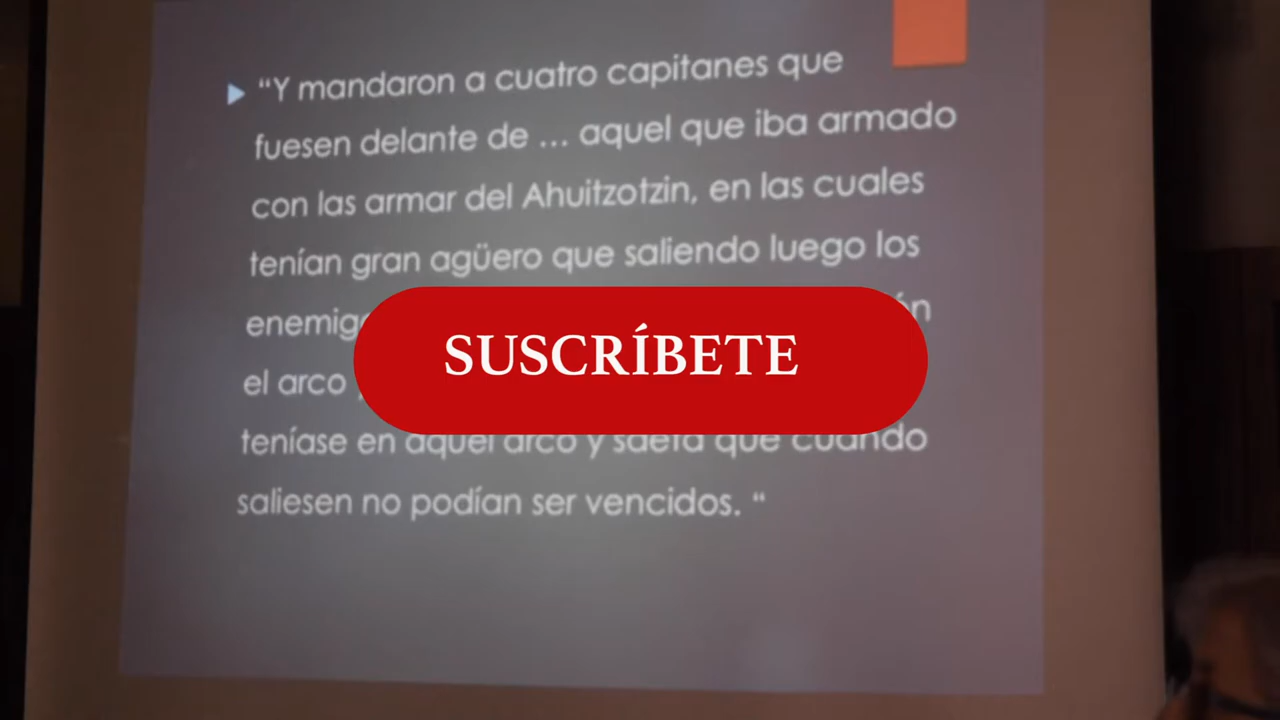 “Y mandaron a cuatro capitanes que
fuesen delante de ... aquel que iba armado
con las armar del Ahuitzotzin, en las cuales
tenían gran agüero que saliendo luego los
el arco
SUSCRÍBETE
teníase en aquel arco y saeta que cuando
saliesen no podían ser vencidos. “